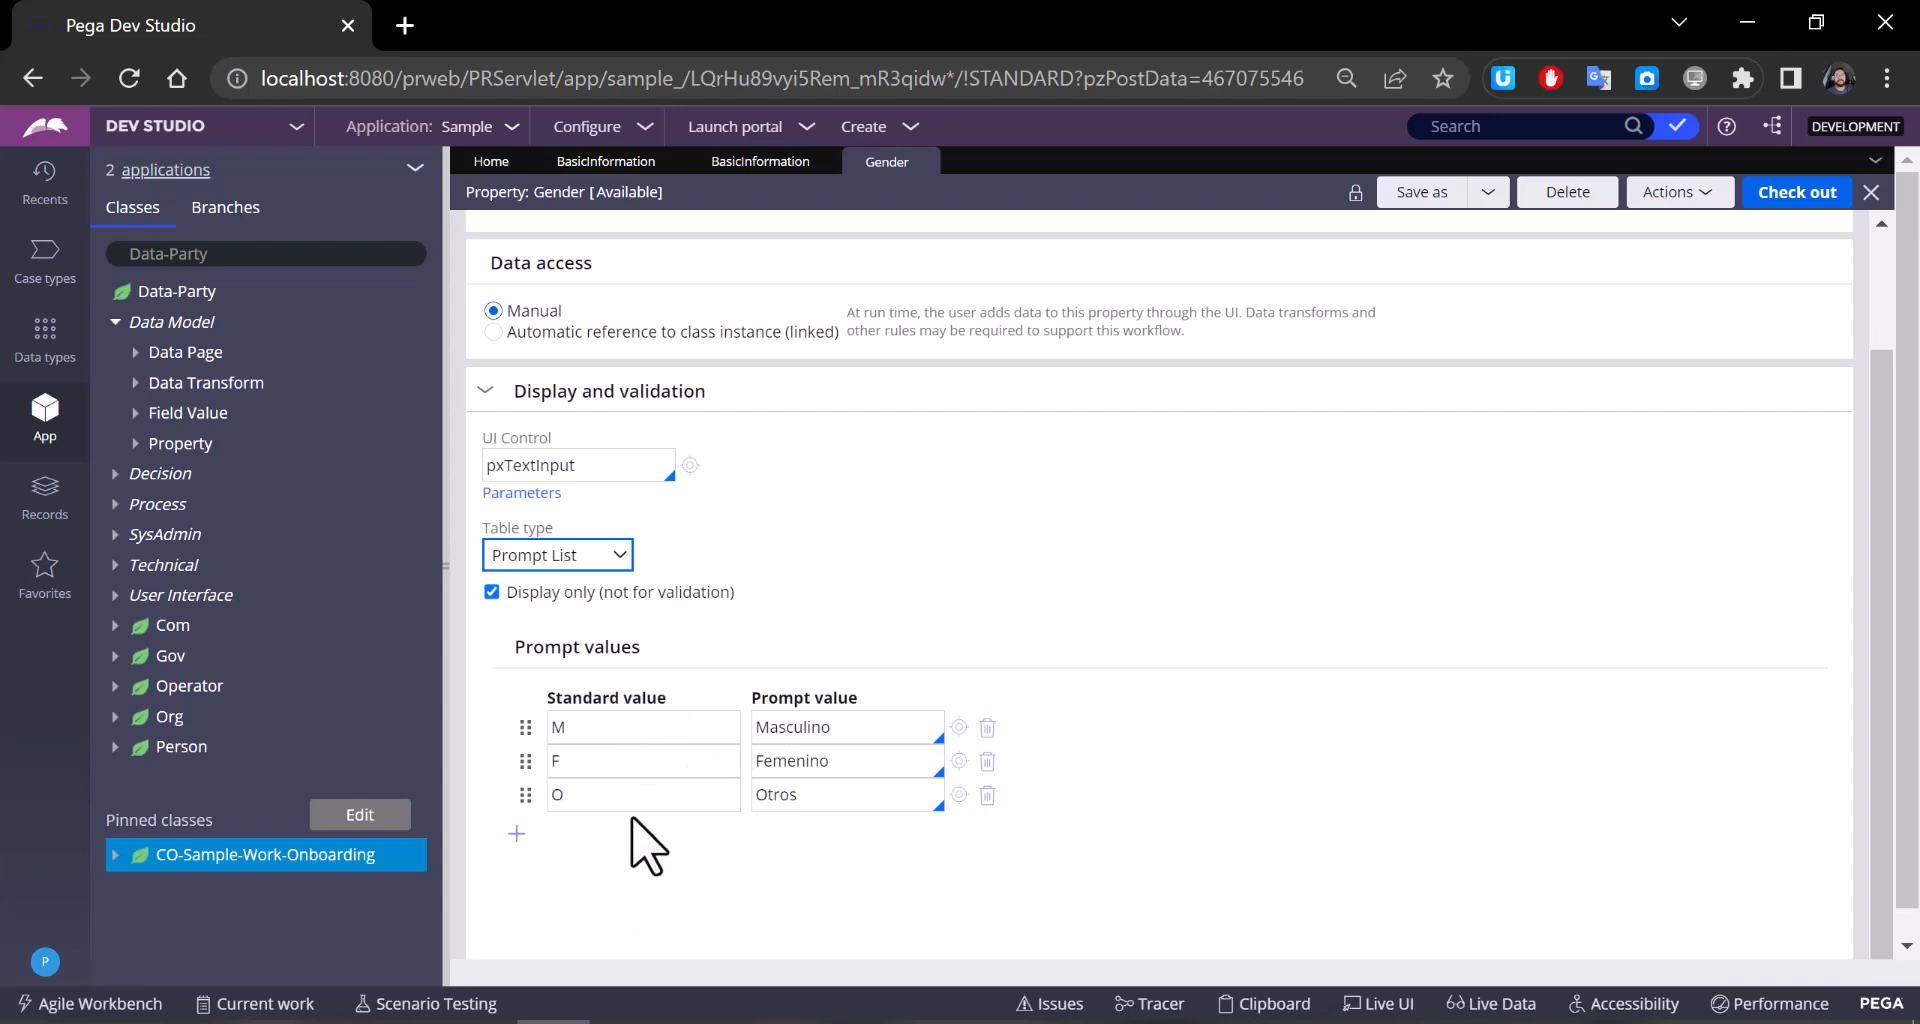 Pega Dev Studio
localhost:8080/prweb/PRServlet/app/sample_/LQrHu89vyi5Rem_mR3qidw*/!STANDARD?pzPostData=467075546
DEV STUDIO
Application: Sample
Configure
Launch portal
Create
Search
DEVELOPMENT
Recents
Case types
Data types
App
Records
Favorites
P
2 applications
Classes
Branches
Data-Party
Data-Party
Data Model
Data Page
Data Transform
Field Value
Property
Decision
Process
SysAdmin
Technical
User Interface
Com
Gov
Operator
Org
Person
Pinned classes
Edit
CO-Sample-Work-Onboarding
Home
BasicInformation
BasicInformation
Gender
Property: Gender [Available]
Save as
Delete
Actions
Check out
Data access
Manual
Automatic reference to class instance (linked)
At run time, the user adds data to this property through the UI. Data transforms and
other rules may be required to support this workflow.
Display and validation
UI Control
pxTextInput
Parameters
Table type
Prompt List
Display only (not for validation)
Prompt values
Standard value Prompt value
M Masculino
F Femenino
O Otros
Agile Workbench
Current work
Scenario Testing
Issues
Tracer
Clipboard
Live UI
Live Data
Accessibility
Performance
PEGA